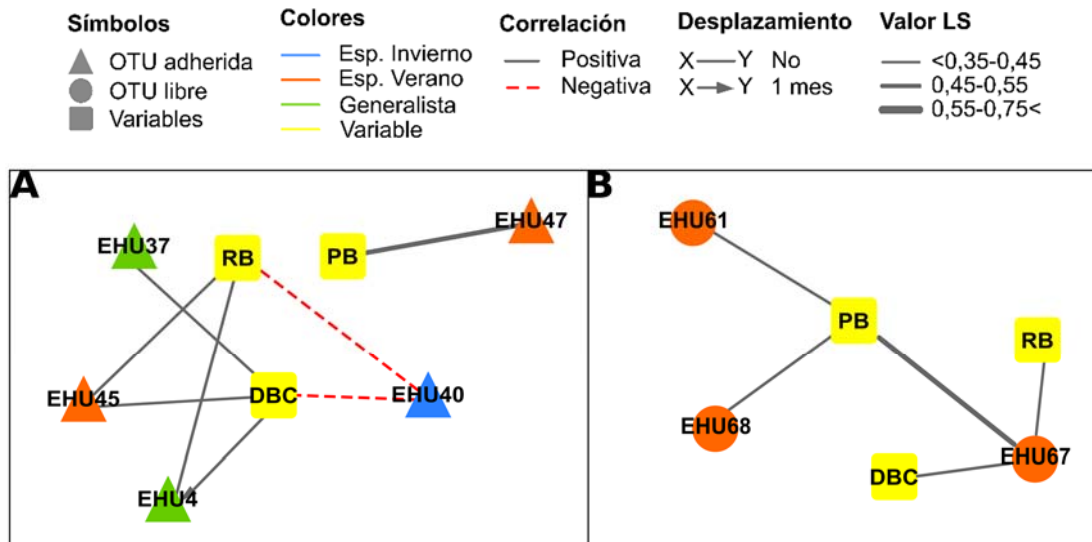 Símbolos
OTU adherida
OTU libre
Variables
Colores
Esp. Invierno
Esp. Verano
Generalista
Variable
Correlación
Positiva
Negativa
Desplazamiento
X Y No
X Y 1 mes
Valor LS
<0,35-0,45
0,45-0,55
0,55-0,75<
A
EHU37
RB
PB
EHU47
EHU45
DBC
EHU40
EHU4
B
EHU61
PB
RB
EHU68
EHU67
DBC